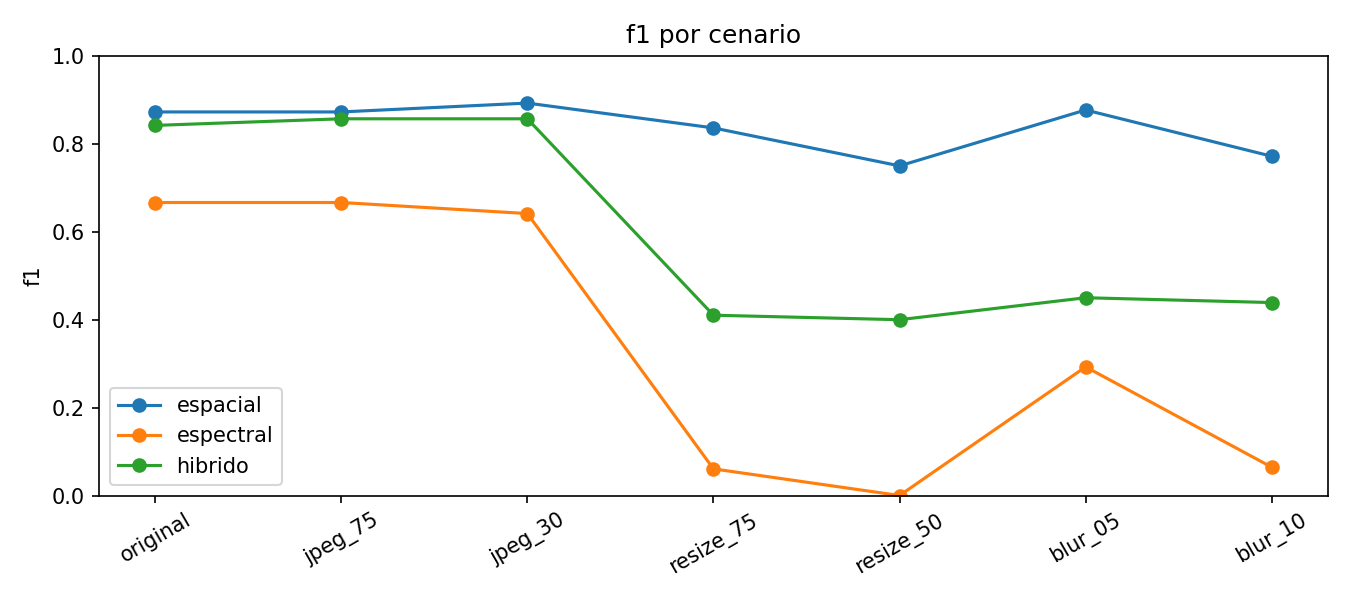 f1 por cenario
f1
1.0
0.8
0.6
0.4
0.2
0.0
espacial
espectral
hibrido
original
jpeg_75
jpeg_30
resize_75
resize_50
blur_05
blur_10